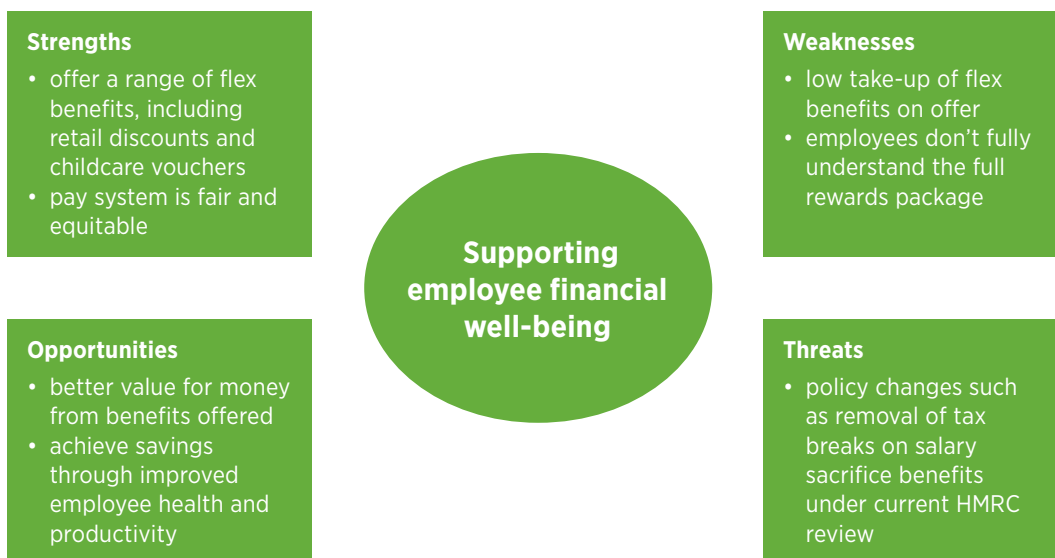 Strengths
• offer a range of flex
benefits, including
retail discounts and
childcare vouchers
• pay system is fair and
equitable
Weaknesses
• low take-up of flex
benefits on offer
• employees don’t fully
understand the full
rewards package
Supporting
employee financial
well-being
Opportunities
• better value for money
from benefits offered
• achieve savings
through improved
employee health and
productivity
Threats
• policy changes such
as removal of tax
breaks on salary
sacrifice benefits
under current HMRC
review